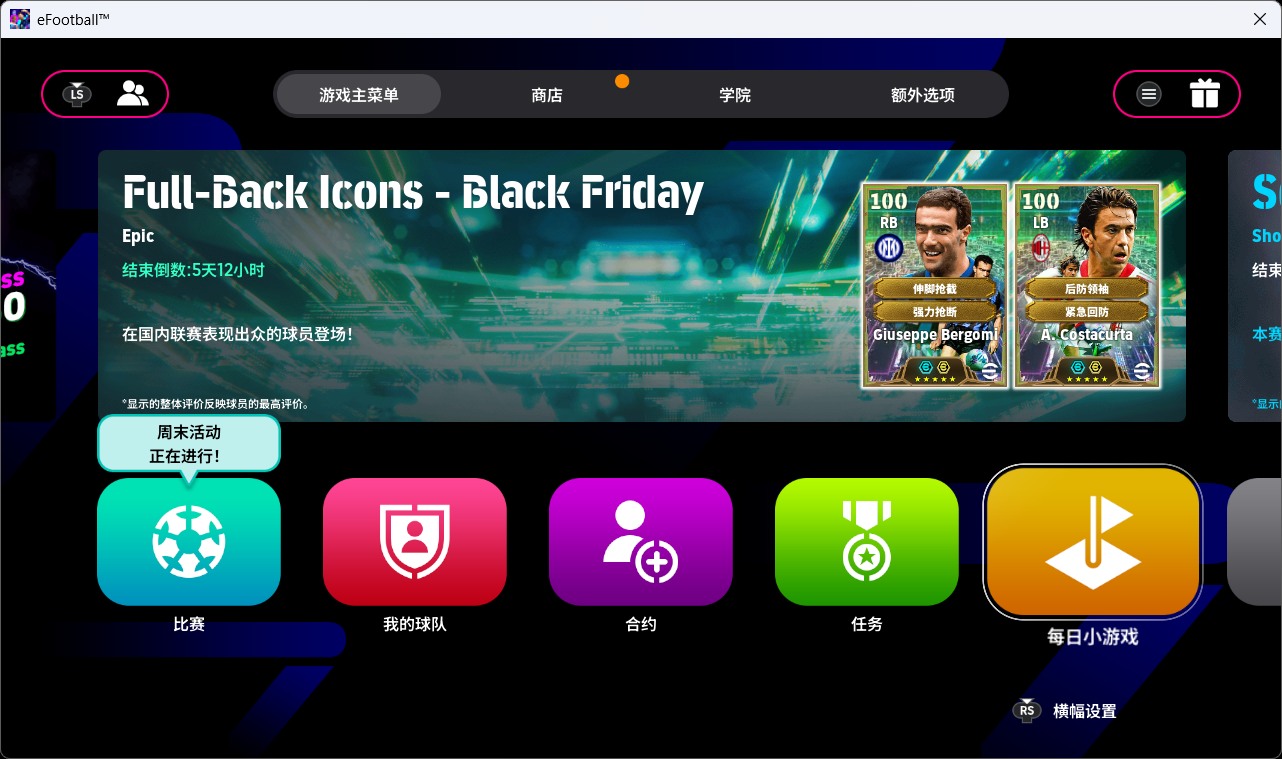 eFootball™
LS
游戏主菜单
商店
学院
额外选项
Full-Back Icons - Black Friday
Epic
结束倒数:5天12小时
在国内联赛表现出众的球员登场！
*显示的整体评价反映球员的最高评价。
100
RB
伸脚抢截
强力抢断
Giuseppe Bergomi
100
LB
后防领袖
紧急回防
A. Costacurta
ss
0
ass
Sho
结束
本赛
*显示的
周末活动
正在进行！
比赛
我的球队
合约
任务
每日小游戏
RS
横幅设置